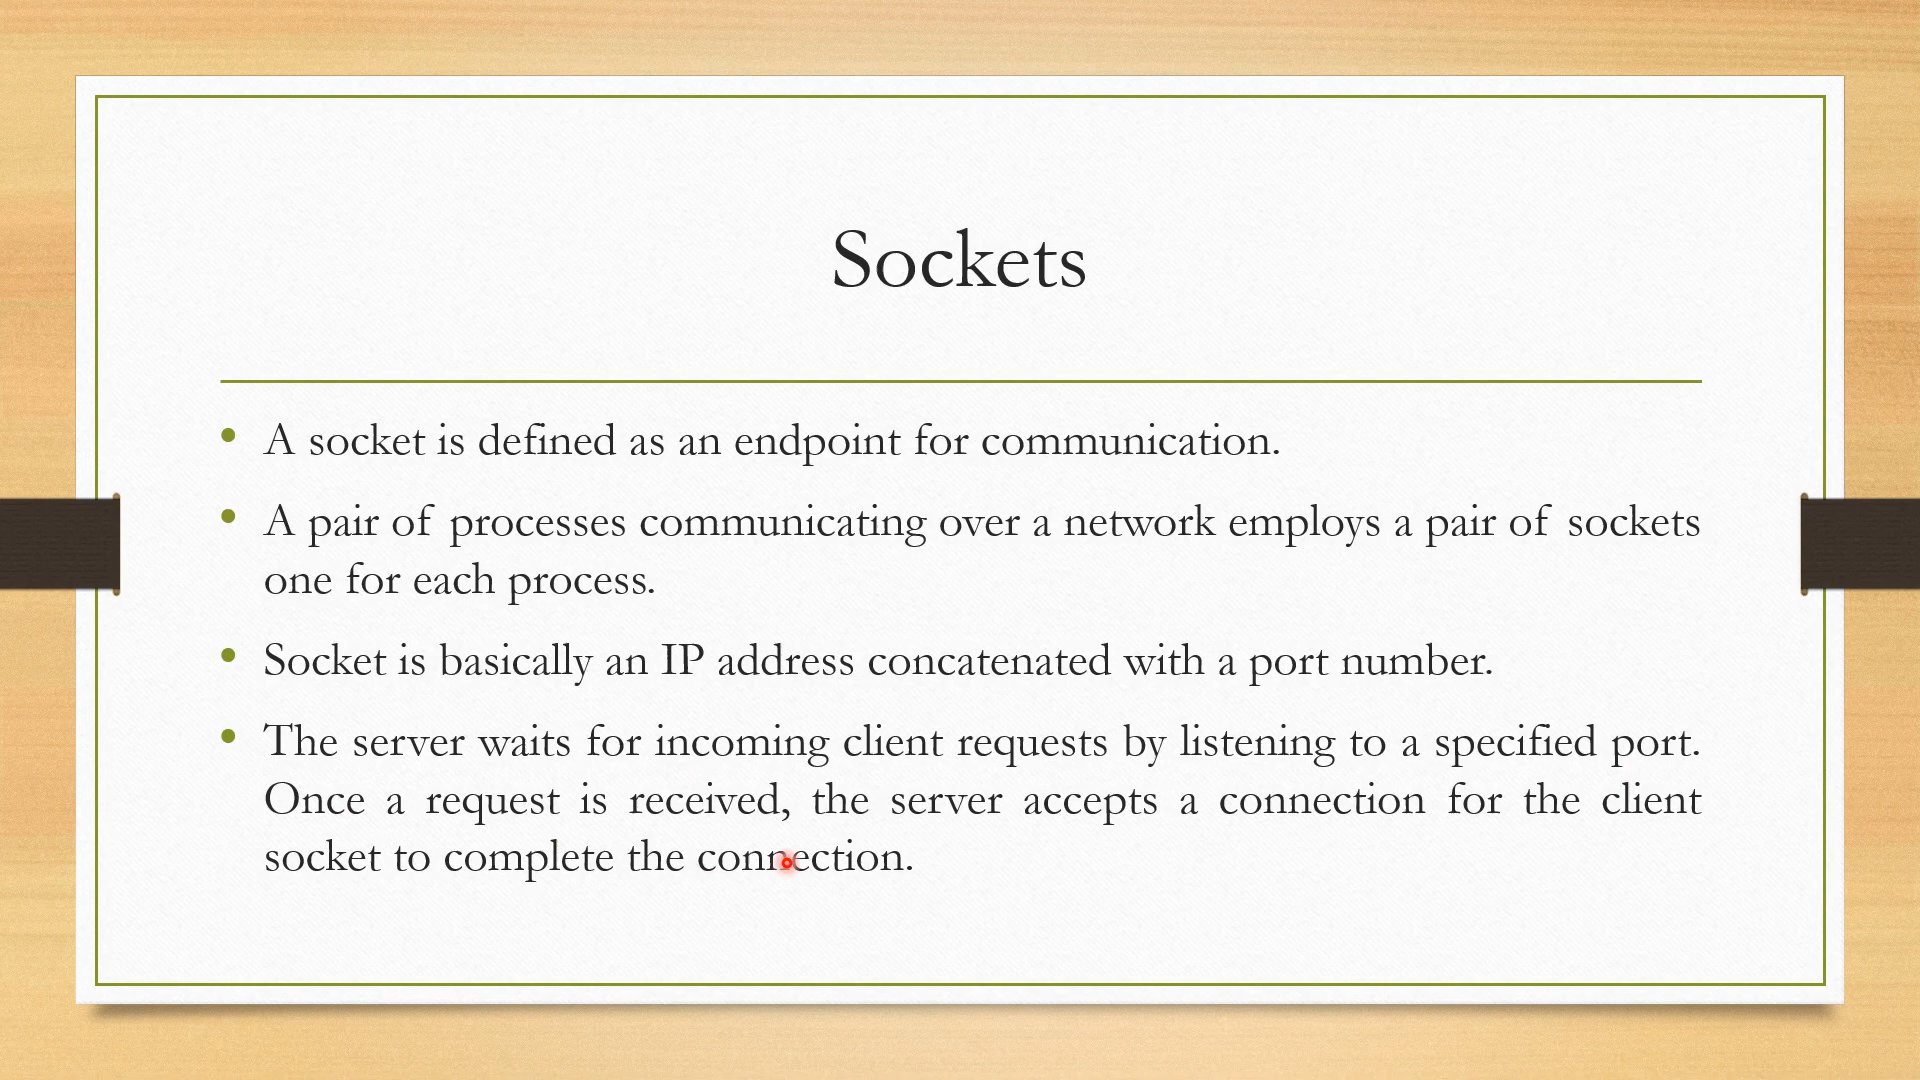 Sockets
• A socket is defined as an endpoint for communication.
• A pair of processes communicating over a network employs a pair of sockets
one for each process.
• Socket is basically an IP address concatenated with a port number.
• The server waits for incoming client requests by listening to a specified port.
Once a request is received, the server accepts a connection for the client
socket to complete the connection.